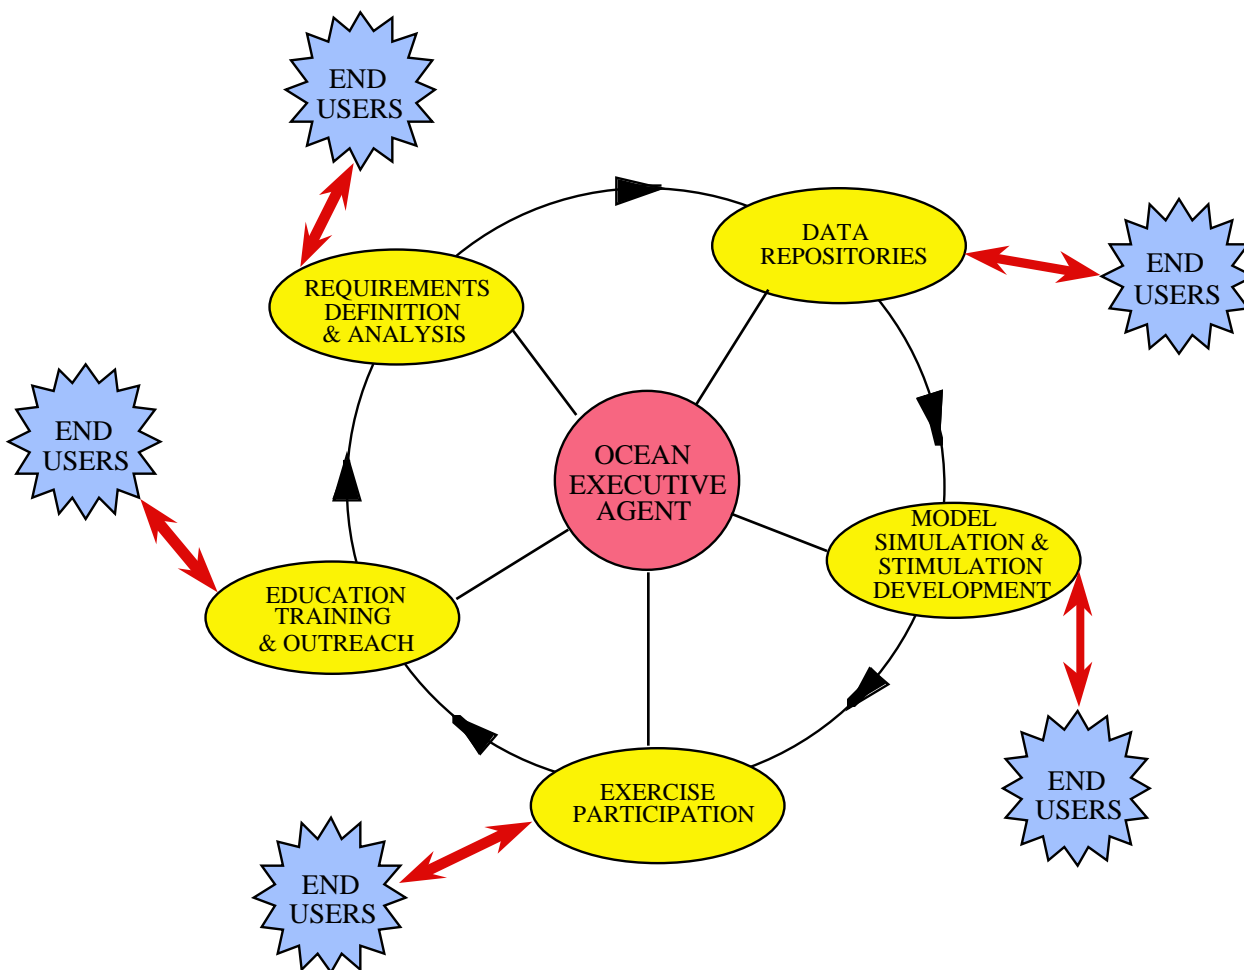 END
USERS
DATA
REPOSITORIES
END
USERS
REQUIREMENTS
DEFINITION
& ANALYSIS
END
USERS
OCEAN
EXECUTIVE
AGENT
MODEL
SIMULATION &
STIMULATION
DEVELOPMENT
EDUCATION
TRAINING
& OUTREACH
END
USERS
EXERCISE
PARTICIPATION
END
USERS